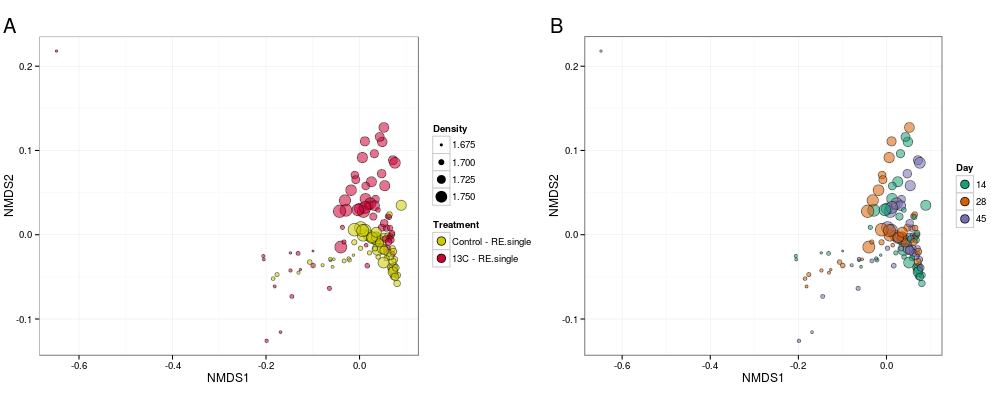 A
NMDS2
0.2
0.1
0.0
-0.1
-0.6
-0.4
-0.2
0.0
NMDS1
Density
1.675
1.700
1.725
1.750
Treatment
Control - RE.single
13C - RE.single
B
NMDS2
0.2
0.1
0.0
-0.1
-0.6
-0.4
-0.2
0.0
NMDS1
Day
14
28
45